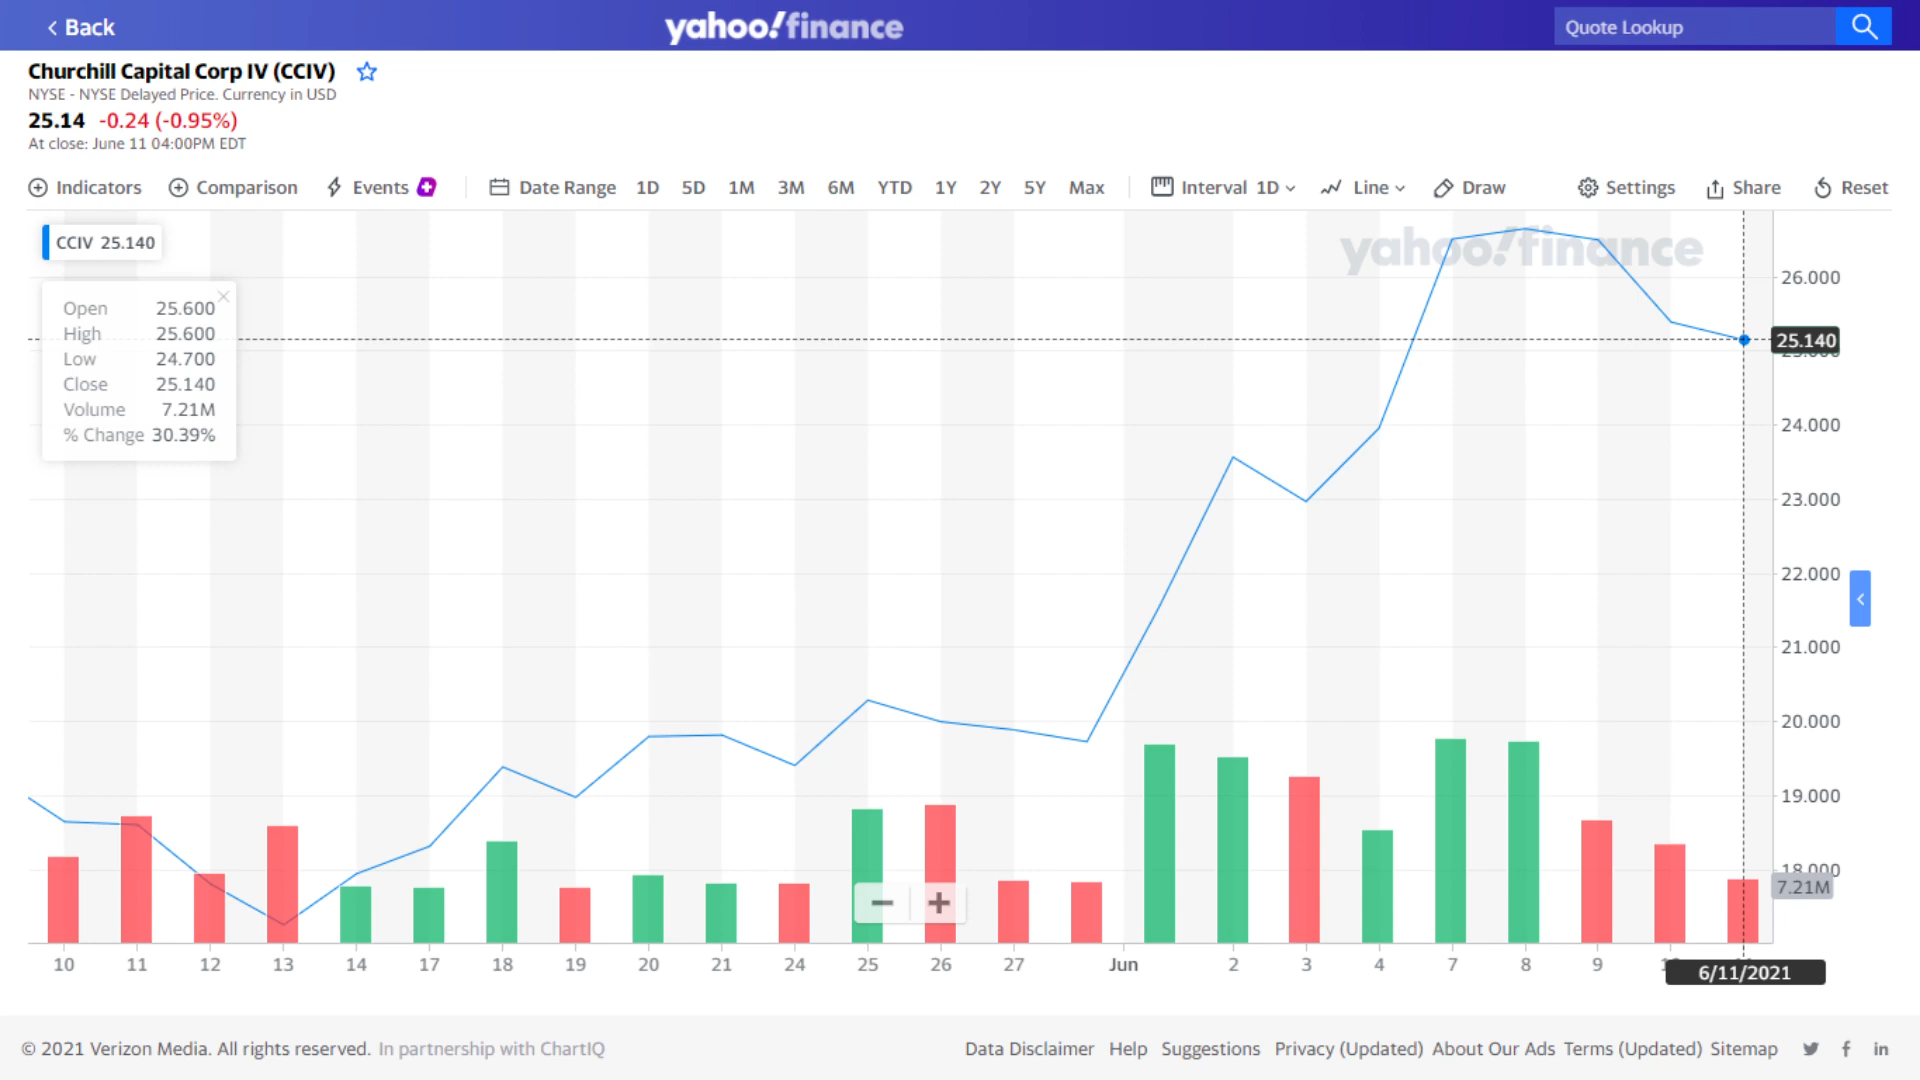 Back
yahoo!finance
Quote Lookup
Churchill Capital Corp IV (CCIV)
NYSE - NYSE Delayed Price. Currency in USD
25.14 -0.24 (-0.95%)
At close: June 11 04:00PM EDT
Indicators Comparison Events Date Range 1D 5D 1M 3M 6M YTD 1Y 2Y 5Y Max Interval 1D Line Draw Settings Share Reset
CCIV 25.140
yahoo!finance
Open 25.600
High 25.600
Low 24.700
Close 25.140
Volume 7.21M
% Change 30.39%
26.000
25.140
24.000
23.000
22.000
21.000
20.000
19.000
18.000
7.21M
10 11 12 13 14 17 18 19 20 21 24 25 26 27 Jun 2 3 4 7 8 9
6/11/2021
© 2021 Verizon Media. All rights reserved. In partnership with ChartIQ
Data Disclaimer Help Suggestions Privacy (Updated) About Our Ads Terms (Updated) Sitemap